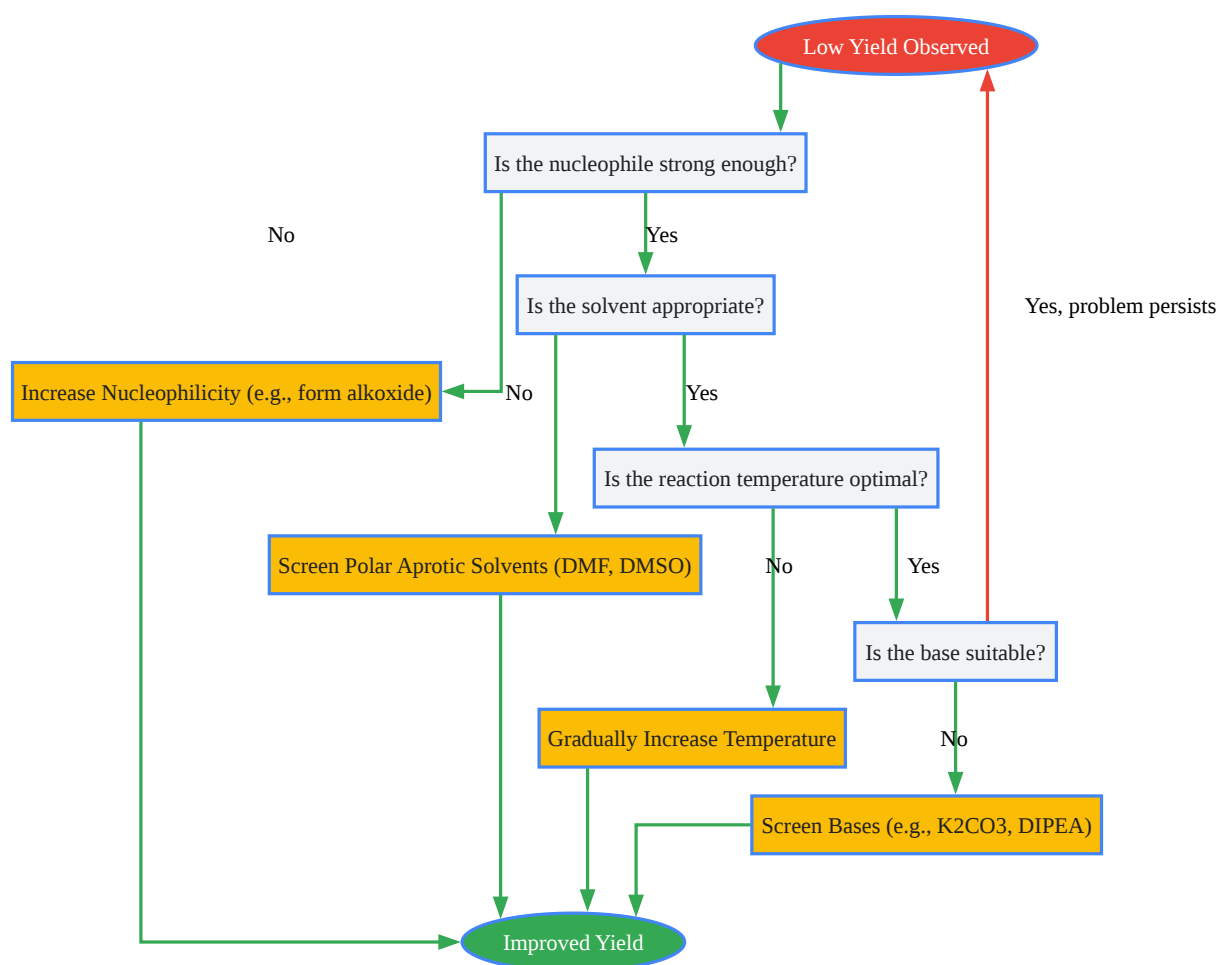 Low Yield Observed
Is the nucleophile strong enough?
No
Yes
Is the solvent appropriate?
Yes, problem persists
Increase Nucleophilicity (e.g., form alkoxide)
No
Yes
Is the reaction temperature optimal?
Screen Polar Aprotic Solvents (DMF, DMSO)
No
Yes
Is the base suitable?
Gradually Increase Temperature
No
Screen Bases (e.g., K2CO3, DIPEA)
Improved Yield